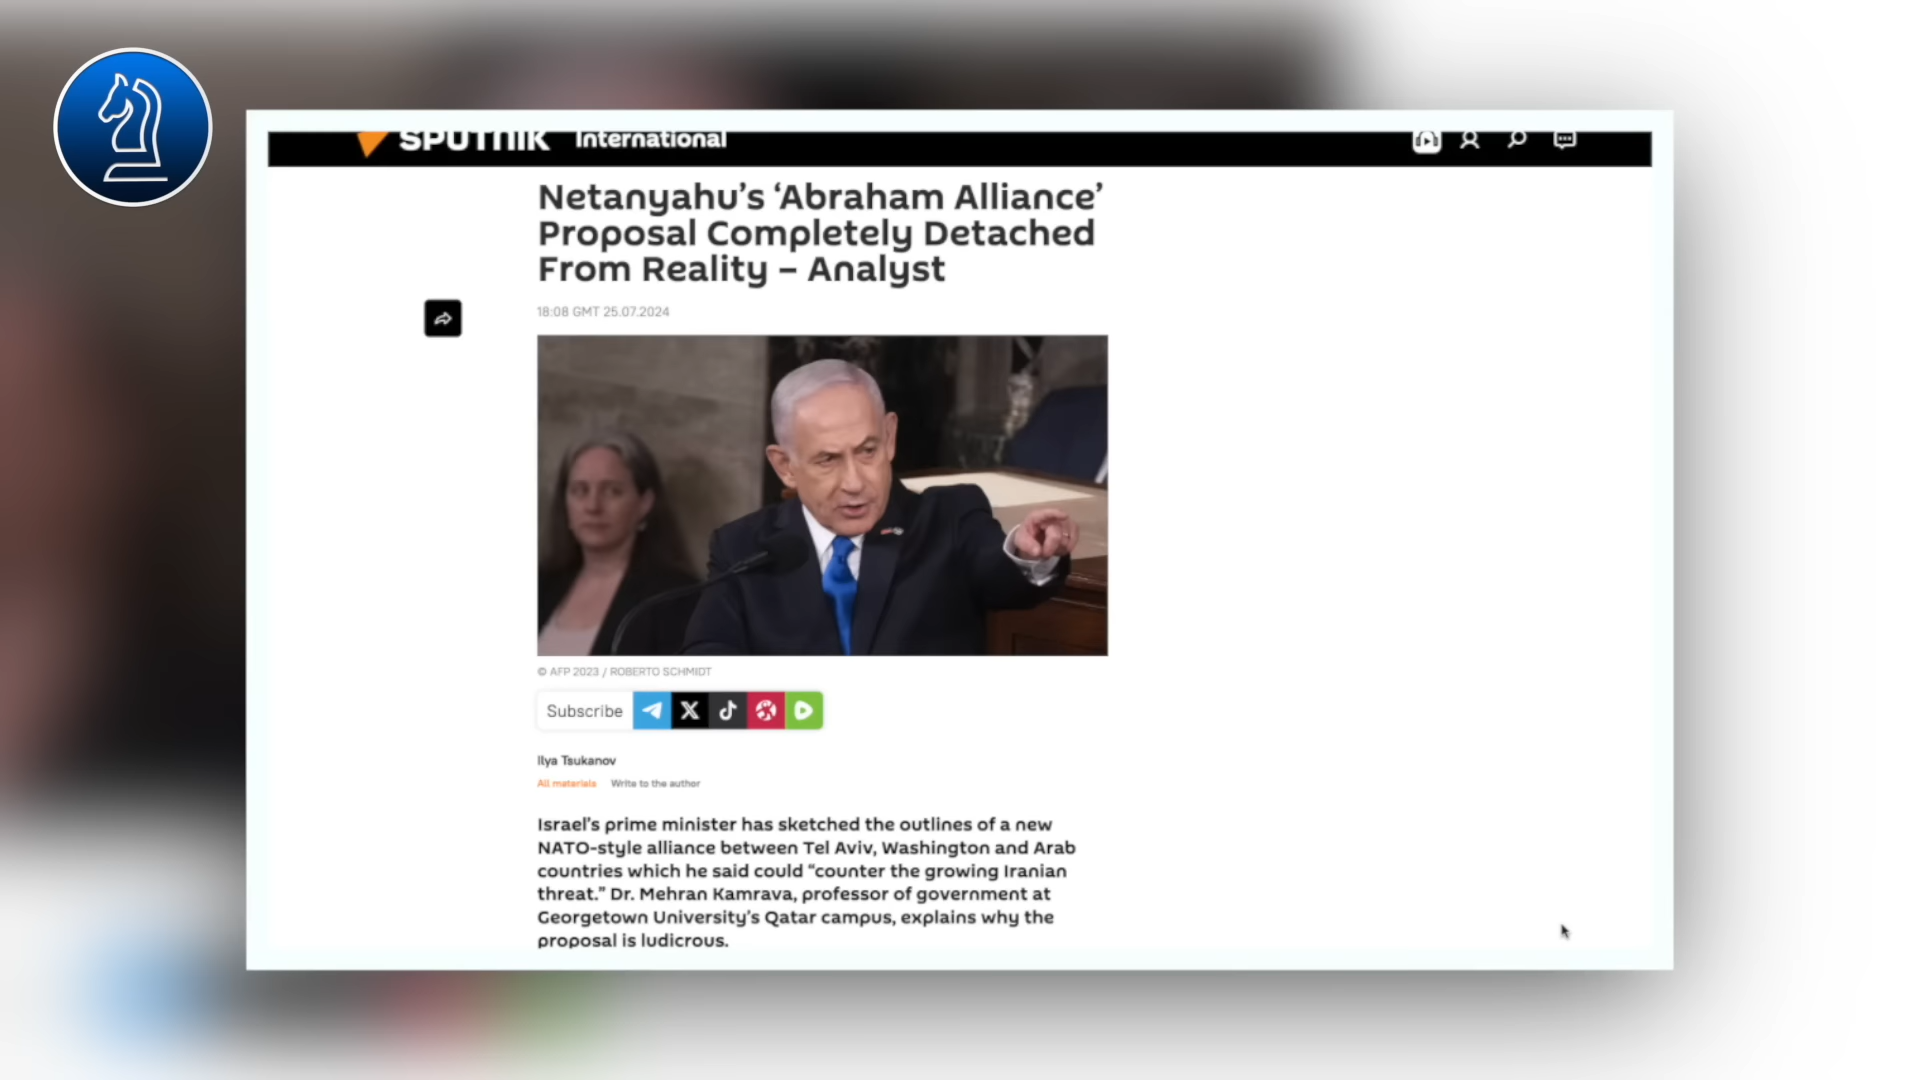 SPUTNIK International
Netanyahu's ‘Abraham Alliance’
Proposal Completely Detached
From Reality – Analyst
18:08 GMT 25.07.2024
© AFP 2023 / ROBERTO SCHMIDT
Subscribe
Ilya Tsukanov
All materials Write to the author
Israel's prime minister has sketched the outlines of a new
NATO-style alliance between Tel Aviv, Washington and Arab
countries which he said could “counter the growing Iranian
threat.” Dr. Mehran Kamrava, professor of government at
Georgetown University's Qatar campus, explains why the
proposal is ludicrous.